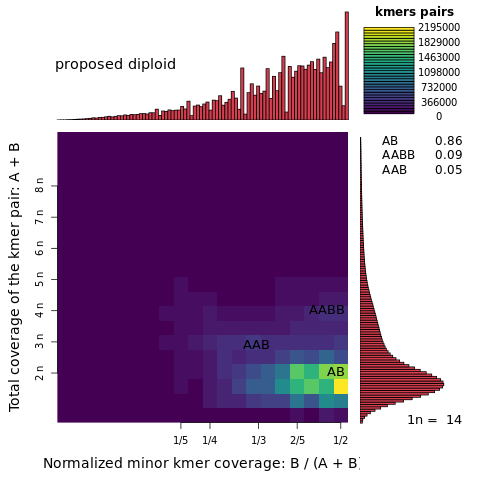 kmers pairs
proposed diploid
2195000
1829000
1463000
1098000
732000
366000
0
AB 0.86
AABB 0.09
AAB 0.05
Total coverage of the kmer pair: A + B
8 n
7 n
6 n
5 n
4 n
3 n
2 n
AABB
AAB
AB
1n = 14
1/5 1/4 1/3 2/5 1/2
Normalized minor kmer coverage: B / (A + B)